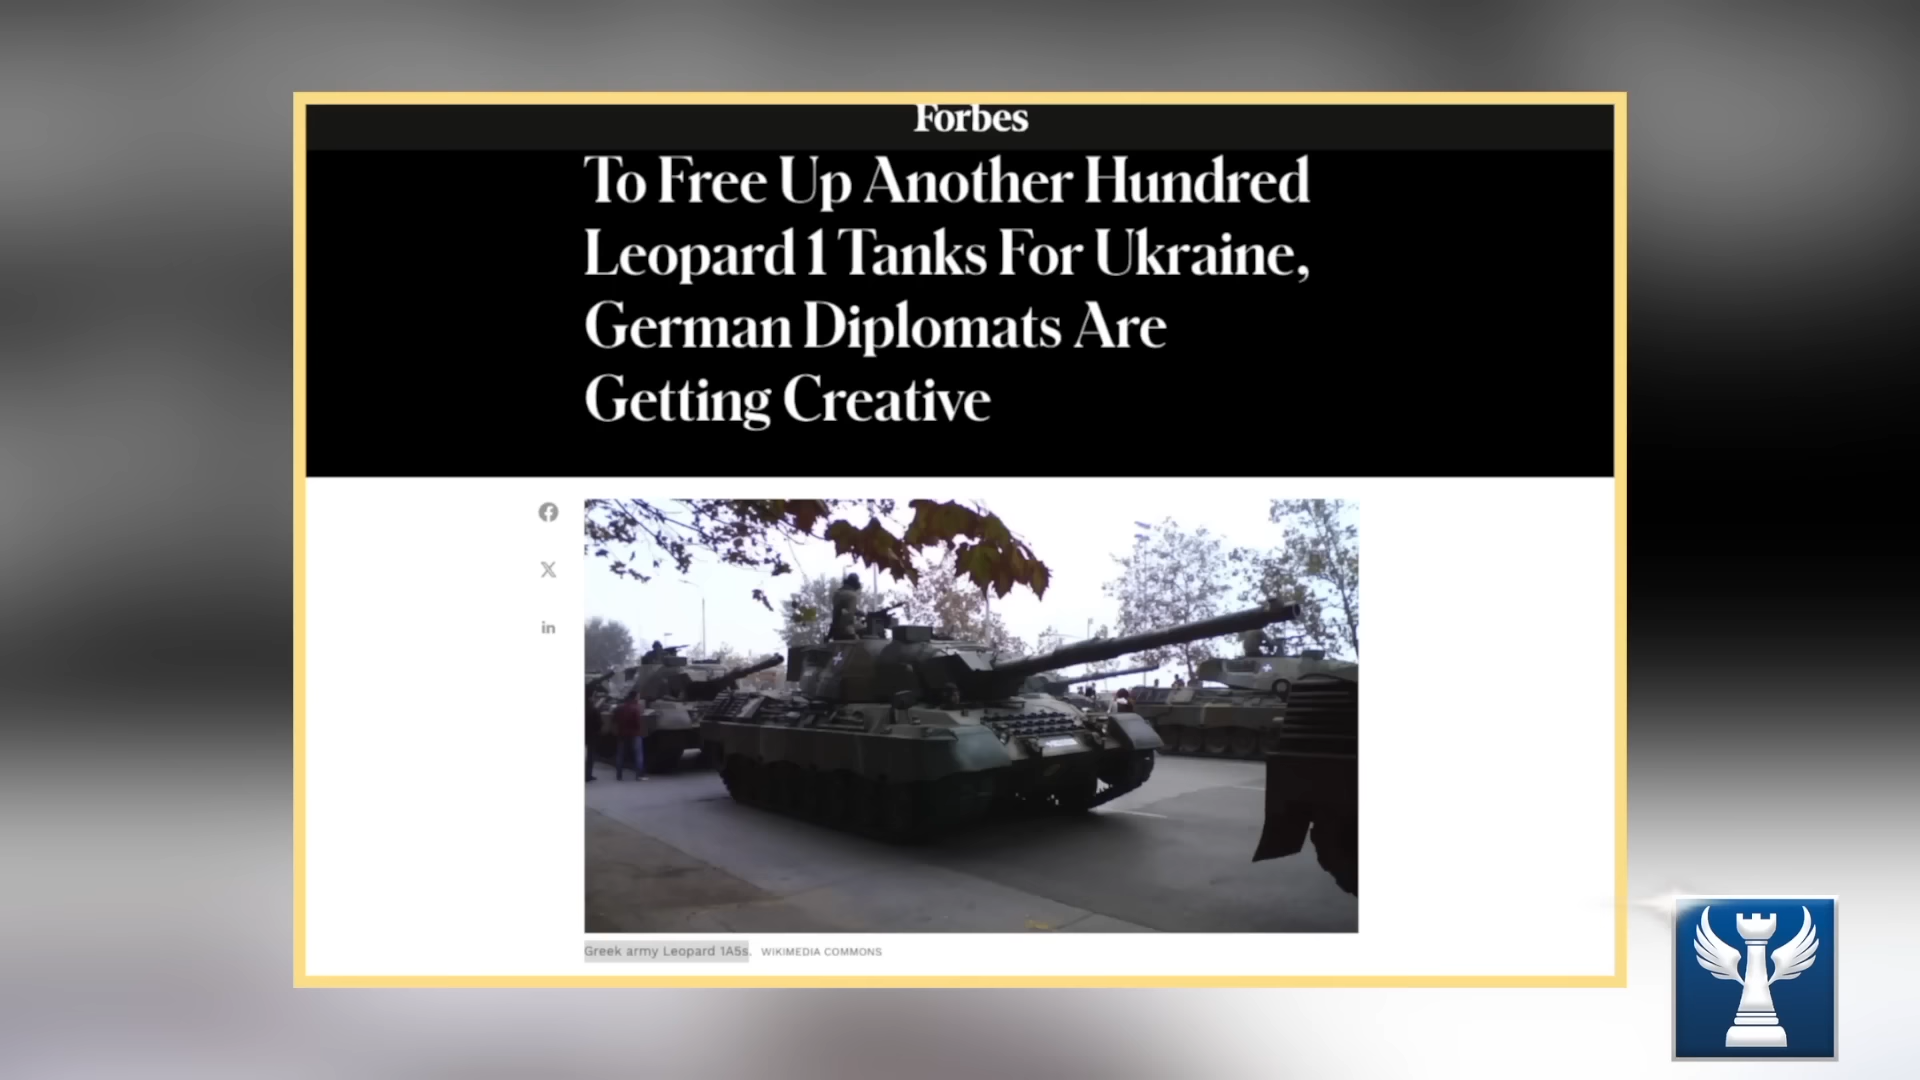 Forbes
To Free Up Another Hundred
Leopard 1 Tanks For Ukraine,
German Diplomats Are
Getting Creative
Greek army Leopard 1A5s. WIKIMEDIA COMMONS